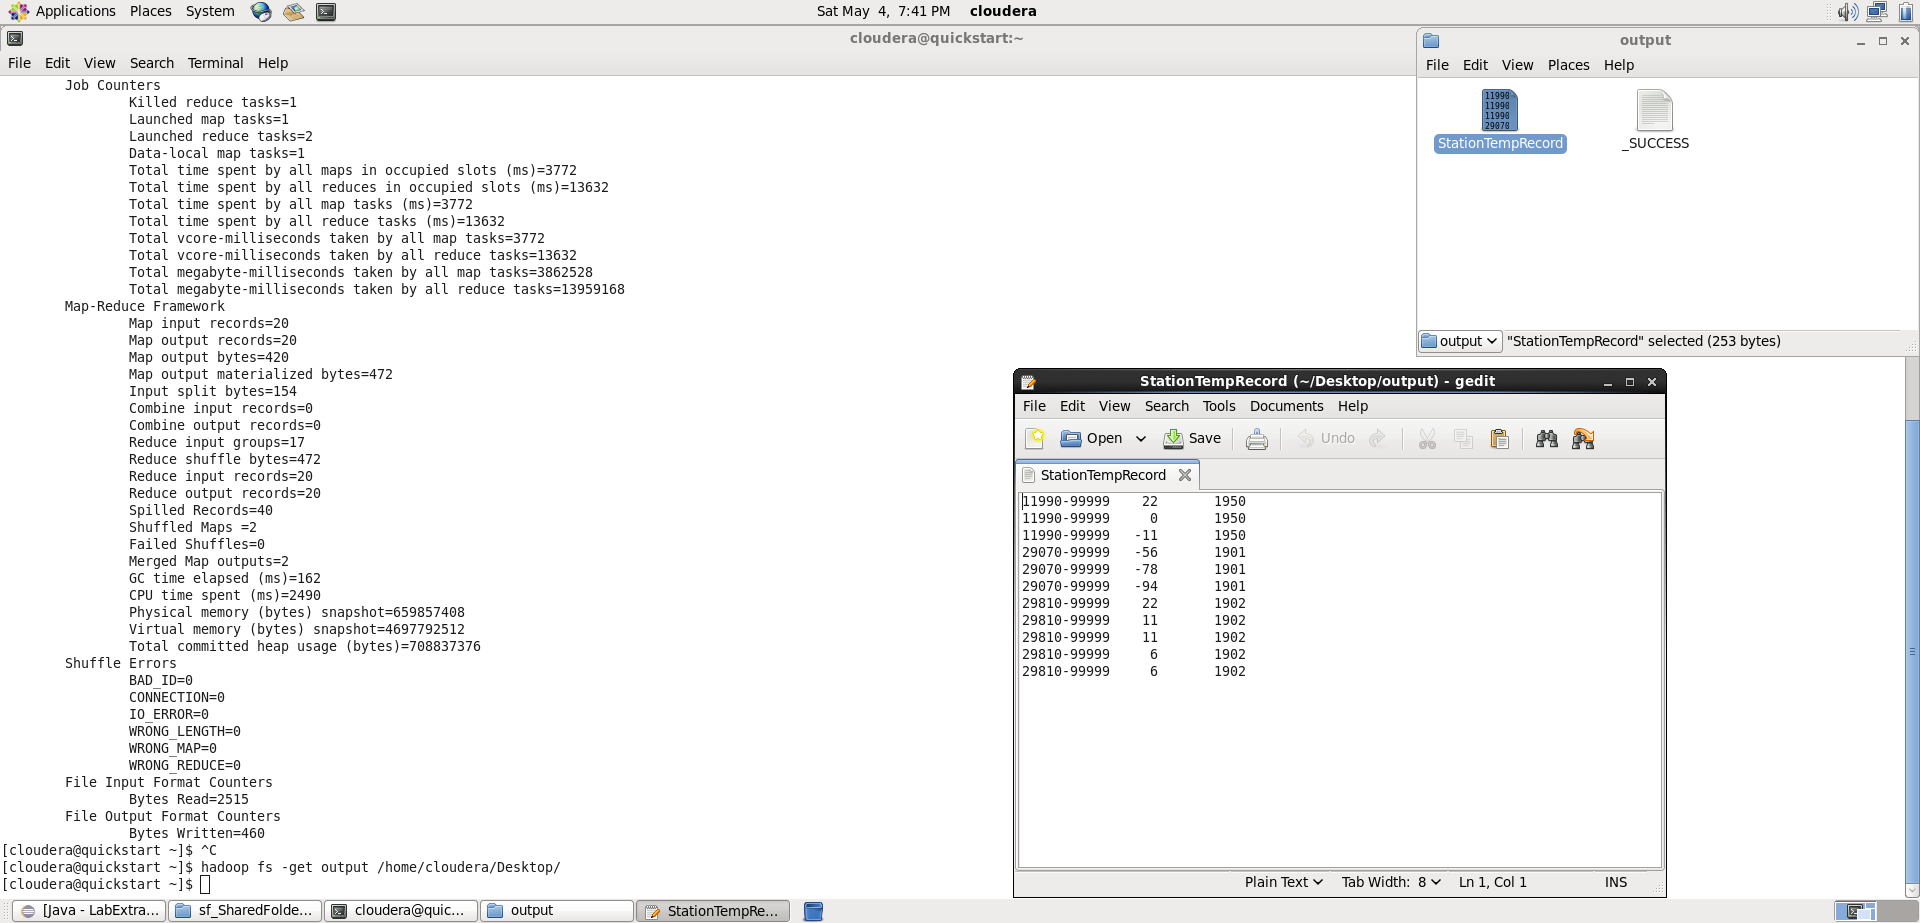 Applications Places System Sat May 4, 7:41 PM cloudera
cloudera@quickstart:~
File Edit View Search Terminal Help
Job Counters
Killed reduce tasks=1
Launched map tasks=1
Launched reduce tasks=2
Data-local map tasks=1
Total time spent by all maps in occupied slots (ms)=3772
Total time spent by all reduces in occupied slots (ms)=13632
Total time spent by all map tasks (ms)=3772
Total time spent by all reduce tasks (ms)=13632
Total vcore-milliseconds taken by all map tasks=3772
Total vcore-milliseconds taken by all reduce tasks=13632
Total megabyte-milliseconds taken by all map tasks=3862528
Total megabyte-milliseconds taken by all reduce tasks=13959168
Map-Reduce Framework
Map input records=20
Map output records=20
Map output bytes=420
Map output materialized bytes=472
Input split bytes=154
Combine input records=0
Combine output records=0
Reduce input groups=17
Reduce shuffle bytes=472
Reduce input records=20
Reduce output records=20
Spilled Records=40
Shuffled Maps =2
Failed Shuffles=0
Merged Map outputs=2
GC time elapsed (ms)=162
CPU time spent (ms)=2490
Physical memory (bytes) snapshot=659857408
Virtual memory (bytes) snapshot=4697792512
Total committed heap usage (bytes)=708837376
Shuffle Errors
BAD_ID=0
CONNECTION=0
IO_ERROR=0
WRONG_LENGTH=0
WRONG_MAP=0
WRONG_REDUCE=0
File Input Format Counters
Bytes Read=2515
File Output Format Counters
Bytes Written=460
[cloudera@quickstart ~]$ ^C
[cloudera@quickstart ~]$ hadoop fs -get output /home/cloudera/Desktop/
[cloudera@quickstart ~]$
output
File Edit View Places Help
11990
11990
11990
29070
StationTempRecord _SUCCESS
output "StationTempRecord" selected (253 bytes)
StationTempRecord (~/Desktop/output) - gedit
File Edit View Search Tools Documents Help
Open Save Undo
StationTempRecord
11990-99999 22 1950
11990-99999 0 1950
11990-99999 -11 1950
29070-99999 -56 1901
29070-99999 -78 1901
29070-99999 -94 1901
29810-99999 22 1902
29810-99999 11 1902
29810-99999 11 1902
29810-99999 6 1902
29810-99999 6 1902
Plain Text Tab Width: 8 Ln 1, Col 1 INS
[Java - LabExtra... sf_SharedFolde... cloudera@quic... output StationTempRe...